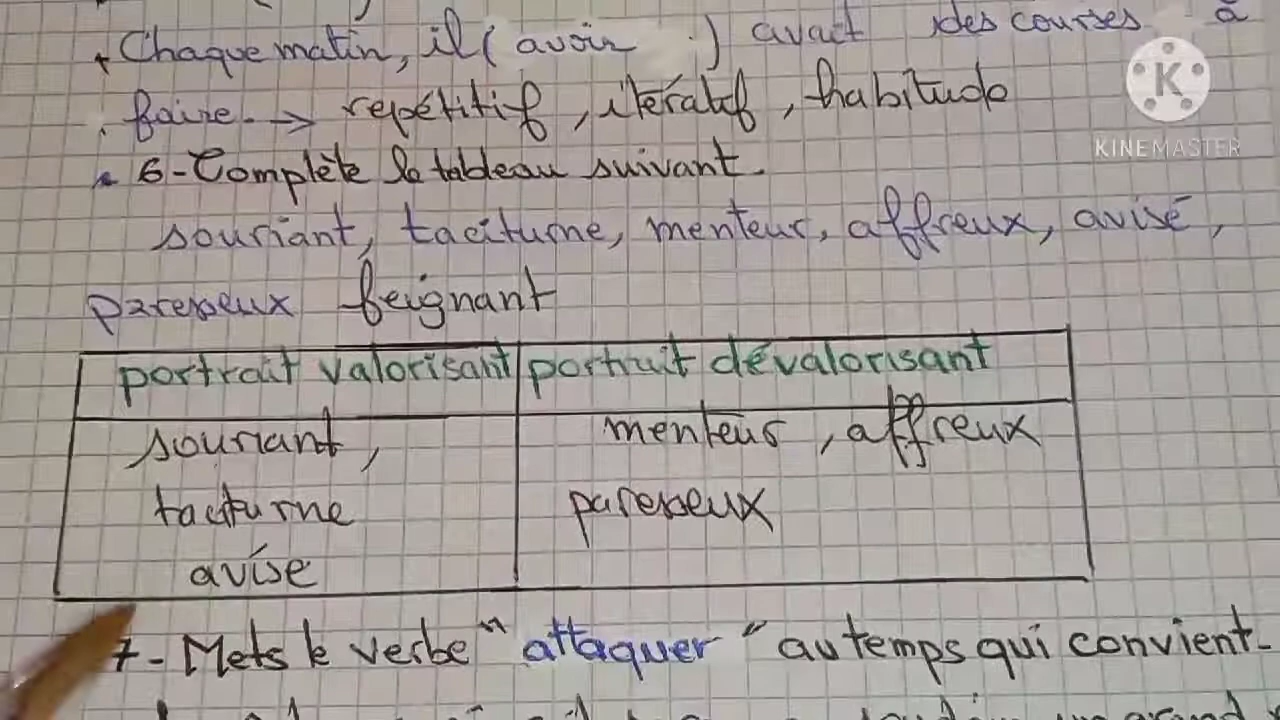 + Chaque matin, il (avoir ) avait des courses à
faire. → repétitif, itératif, habitude
6-Complète le tableau suivant.
souriant, taciturne, menteur, affreux, avisé,
paresseux feignant
portrait valorisant portrait dévalorisant
souriant, menteur, affreux
taciturne paresseux
avisé
7- Mets le verbe "attaquer" au temps qui convient-
KINEMASTER